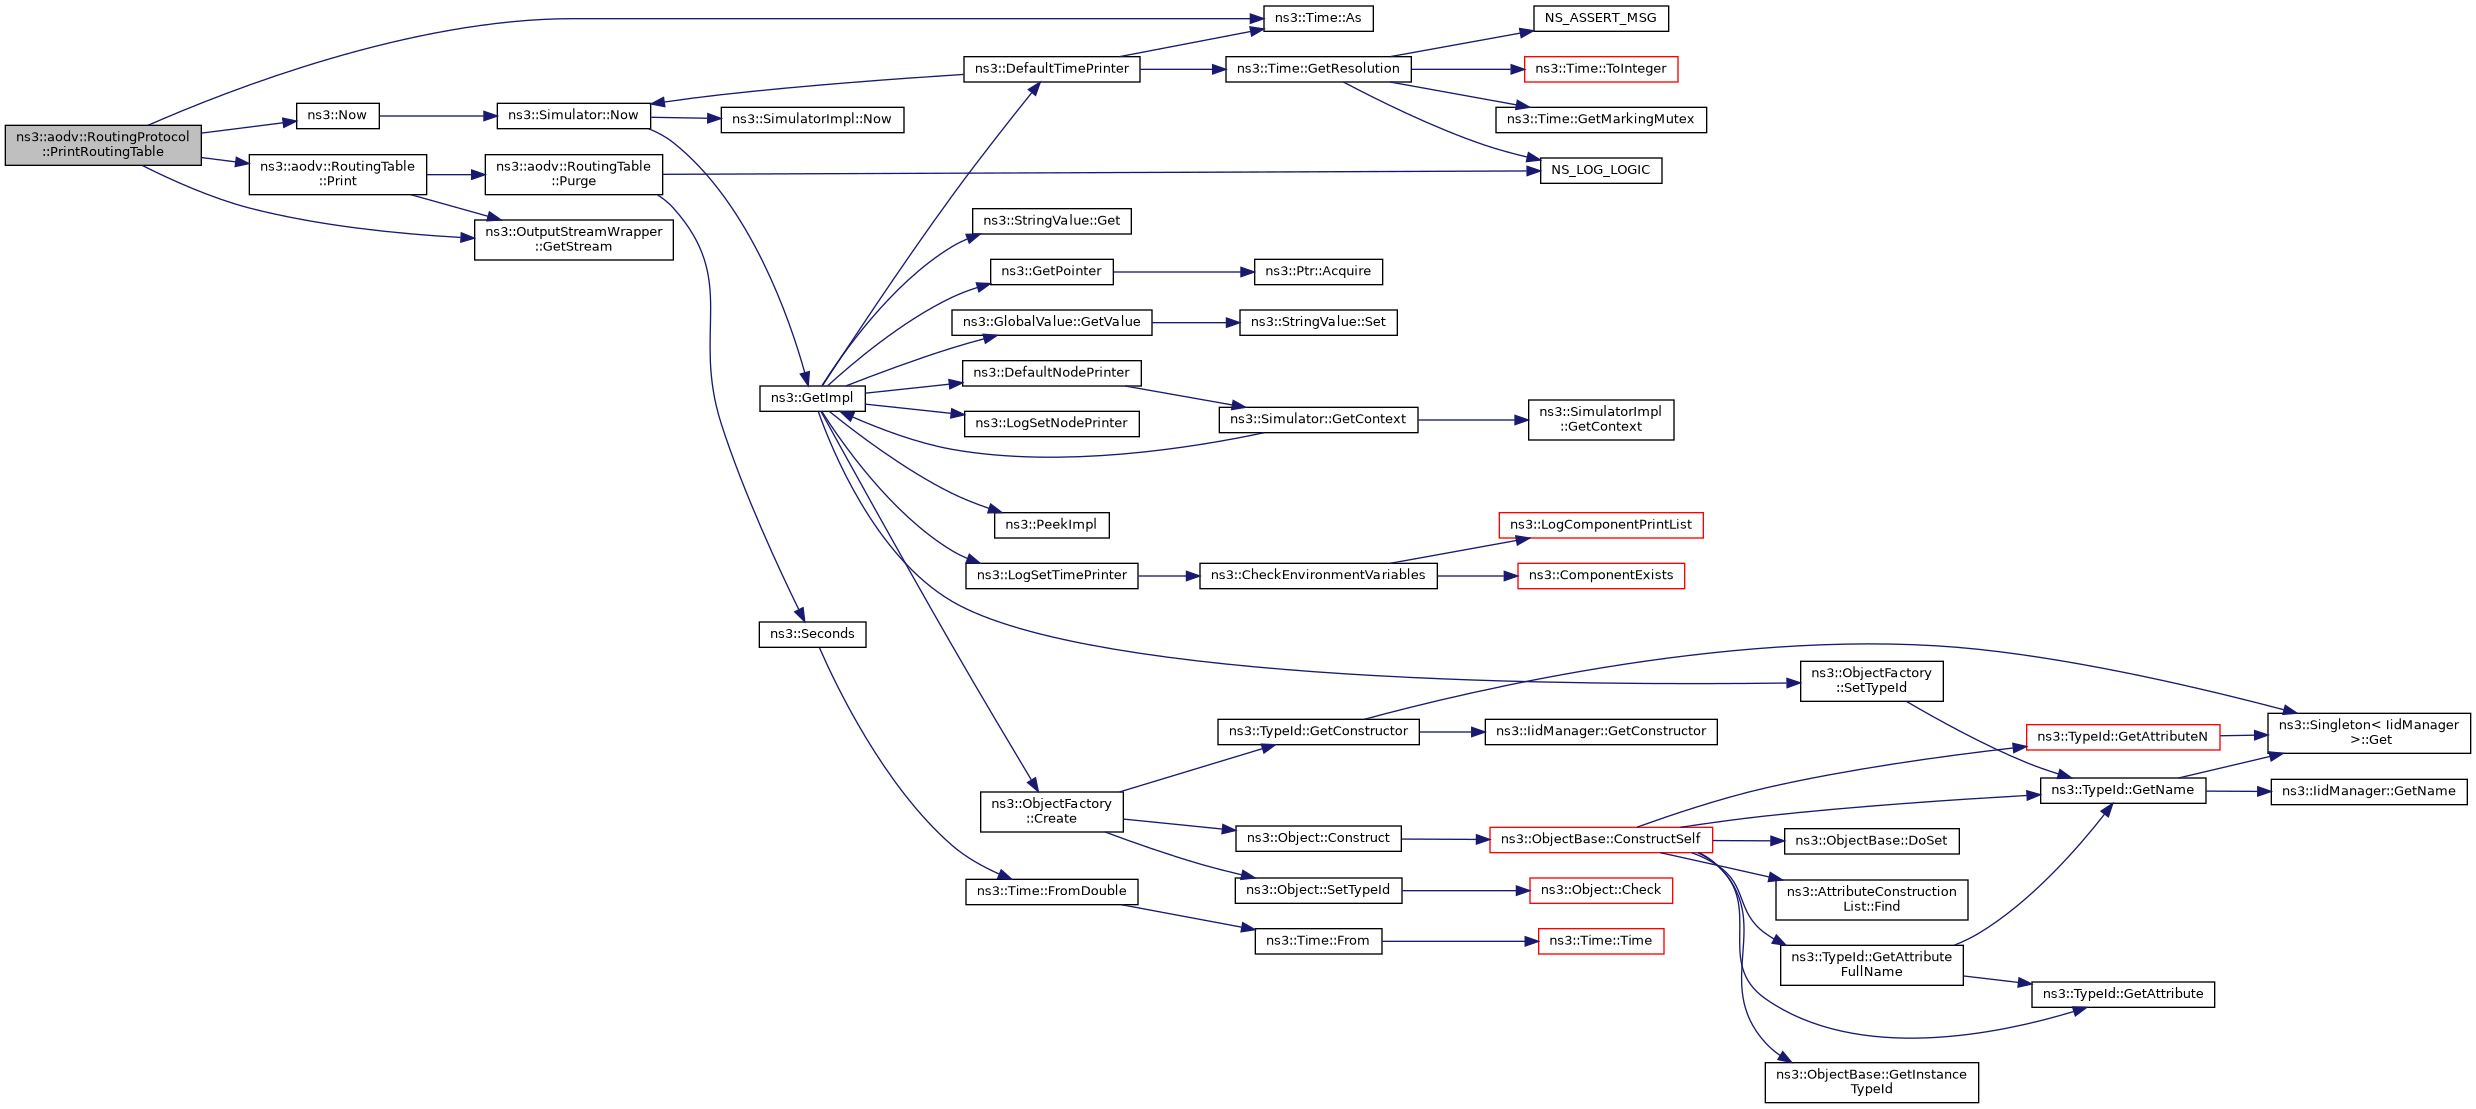 ns3::aodv::RoutingProtocol
::PrintRoutingTable
ns3::Now
ns3::aodv::RoutingTable
::Print
ns3::Simulator::Now
ns3::aodv::RoutingTable
::Purge
ns3::OutputStreamWrapper
::GetStream
ns3::SimulatorImpl::Now
ns3::GetImpl
ns3::Seconds
ns3::Time::As
ns3::DefaultTimePrinter
ns3::Time::GetResolution
NS_ASSERT_MSG
ns3::Time::ToInteger
ns3::Time::GetMarkingMutex
NS_LOG_LOGIC
ns3::StringValue::Get
ns3::GetPointer
ns3::Ptr::Acquire
ns3::GlobalValue::GetValue
ns3::StringValue::Set
ns3::DefaultNodePrinter
ns3::LogSetNodePrinter
ns3::Simulator::GetContext
ns3::SimulatorImpl
::GetContext
ns3::PeekImpl
ns3::LogSetTimePrinter
ns3::CheckEnvironmentVariables
ns3::LogComponentPrintList
ns3::ComponentExists
ns3::ObjectFactory
::SetTypeId
ns3::TypeId::GetConstructor
ns3::IidManager::GetConstructor
ns3::ObjectFactory
::Create
ns3::Object::Construct
ns3::ObjectBase::ConstructSelf
ns3::Object::SetTypeId
ns3::Object::Check
ns3::Time::FromDouble
ns3::Time::From
ns3::Time::Time
ns3::TypeId::GetAttributeN
ns3::Singleton< IidManager
>::Get
ns3::TypeId::GetName
ns3::IidManager::GetName
ns3::ObjectBase::DoSet
ns3::AttributeConstruction
List::Find
ns3::TypeId::GetAttribute
FullName
ns3::TypeId::GetAttribute
ns3::ObjectBase::GetInstance
TypeId